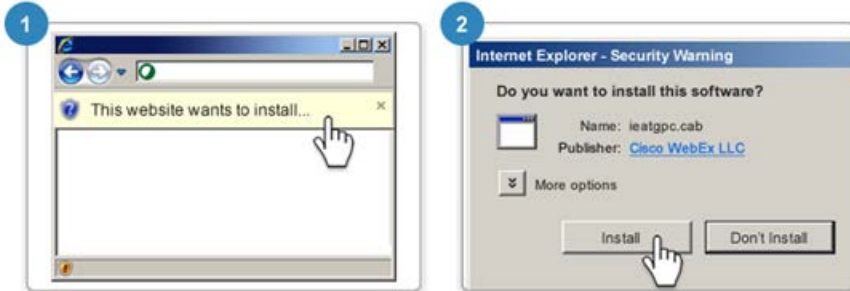 1
This website wants to install...
2
Internet Explorer - Security Warning
Do you want to install this software?
Name: ieatgpc.cab
Publisher: Cisco WebEx LLC
More options
Install
Don't Install